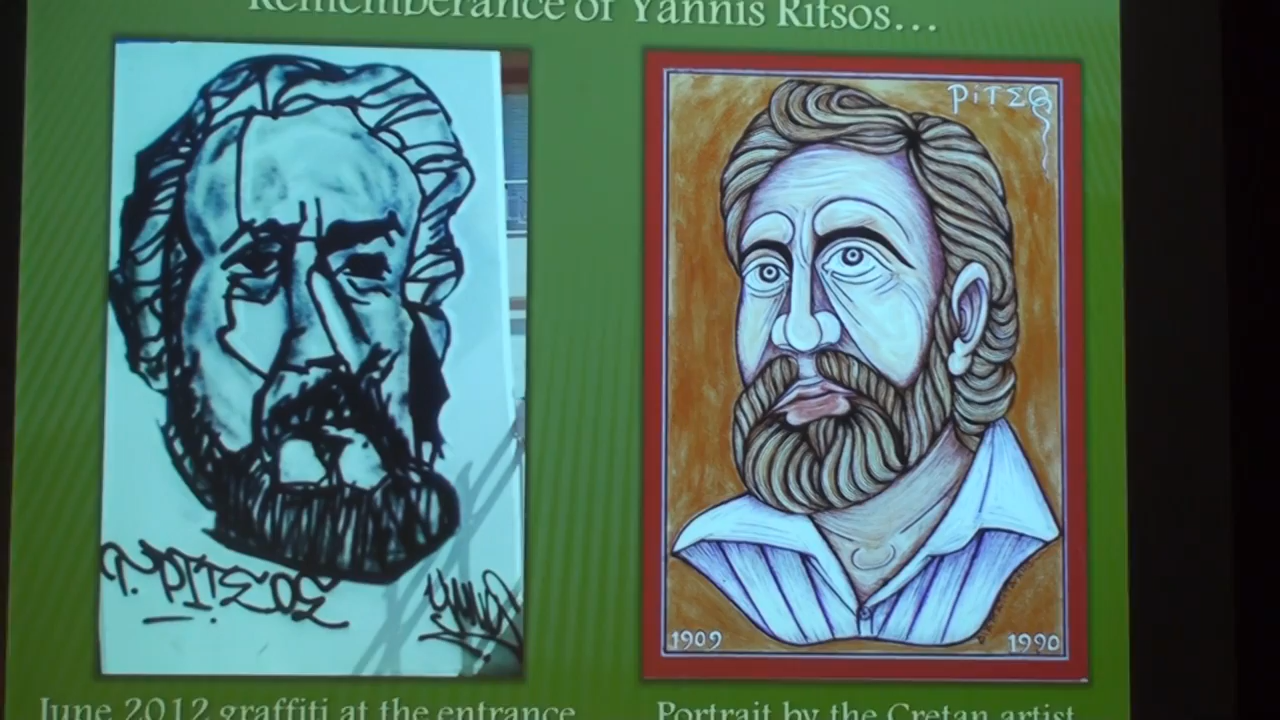 Rememberance of Yannis Ritsos...
ΡΙΤΣΟ
Γ. ΡΙΤΣΟΣ
1909
1990
June 2012 graffiti at the entrance
Portrait by the Cretan artist